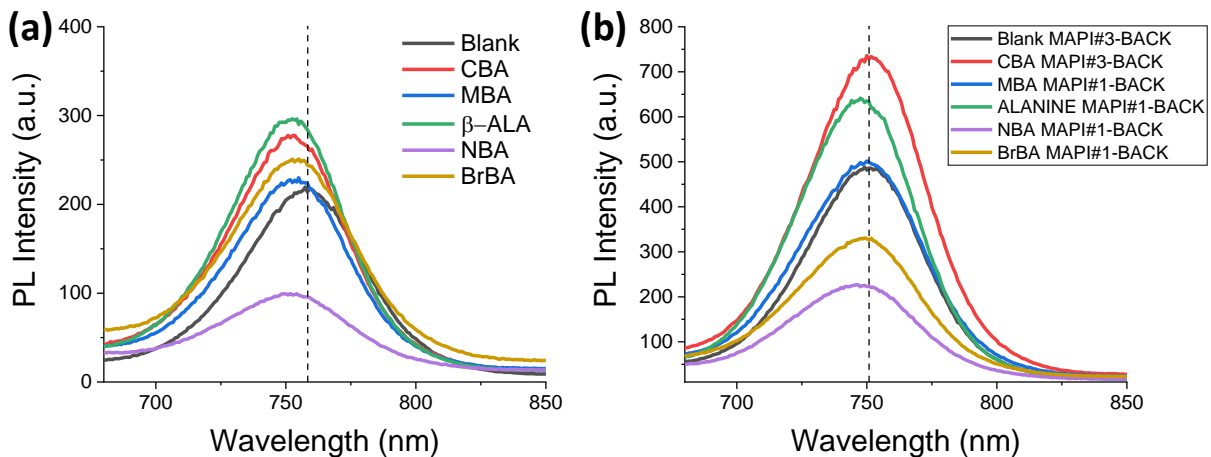 (a)
400
300
200
100
0
PL Intensity (a.u.)
700
750
800
850
Wavelength (nm)
Blank
CBA
MBA
β–ALA
NBA
BrBA
(b)
800
700
600
500
400
300
200
100
PL Intensity (a.u.)
700
750
800
850
Wavelength (nm)
Blank MAPI#3-BACK
CBA MAPI#3-BACK
MBA MAPI#1-BACK
ALANINE MAPI#1-BACK
NBA MAPI#1-BACK
BrBA MAPI#1-BACK